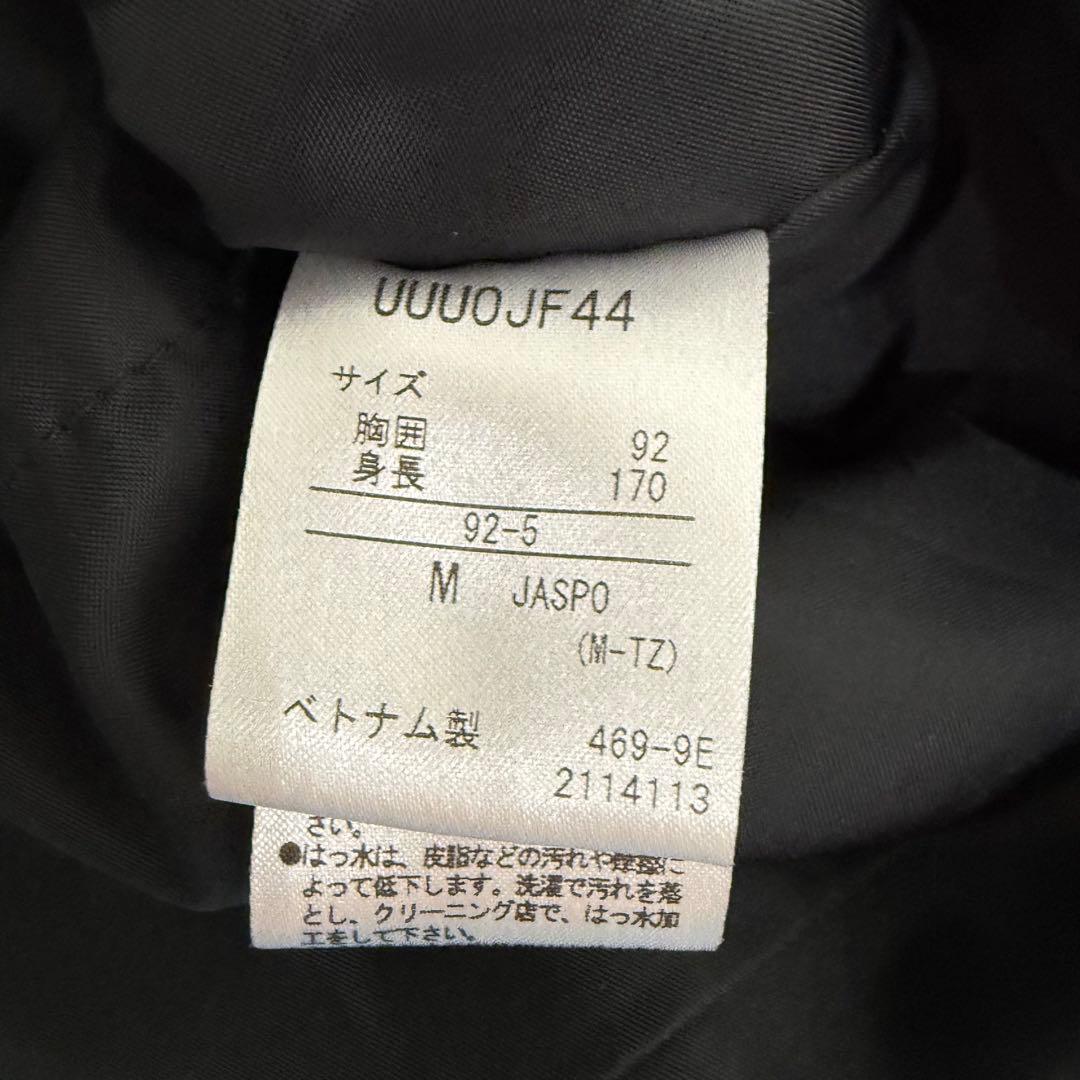 UUUOJF44
サイズ
胸囲 92
身長 170
92-5
M JASPO
(M-TZ)
ベトナム製 469-9E
2114113
さい。
●はっ水は、皮脂などの汚れや摩擦に
よって低下します。洗濯で汚れを落
とし、クリーニング店で、はっ水加
工をして下さい。